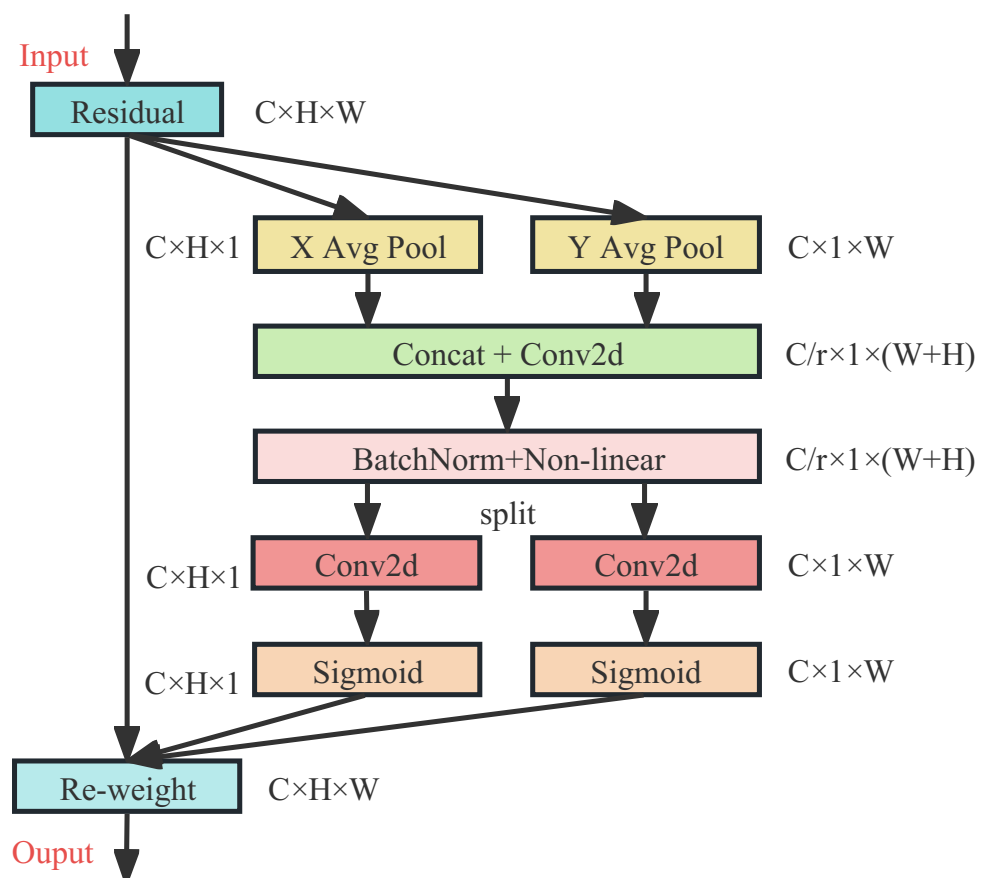 Input
Residual
C×H×W
C×H×1
X Avg Pool
Y Avg Pool
C×1×W
Concat + Conv2d
C/r×1×(W+H)
BatchNorm+Non-linear
C/r×1×(W+H)
split
C×H×1
Conv2d
Conv2d
C×1×W
C×H×1
Sigmoid
Sigmoid
C×1×W
Re-weight
C×H×W
Ouput